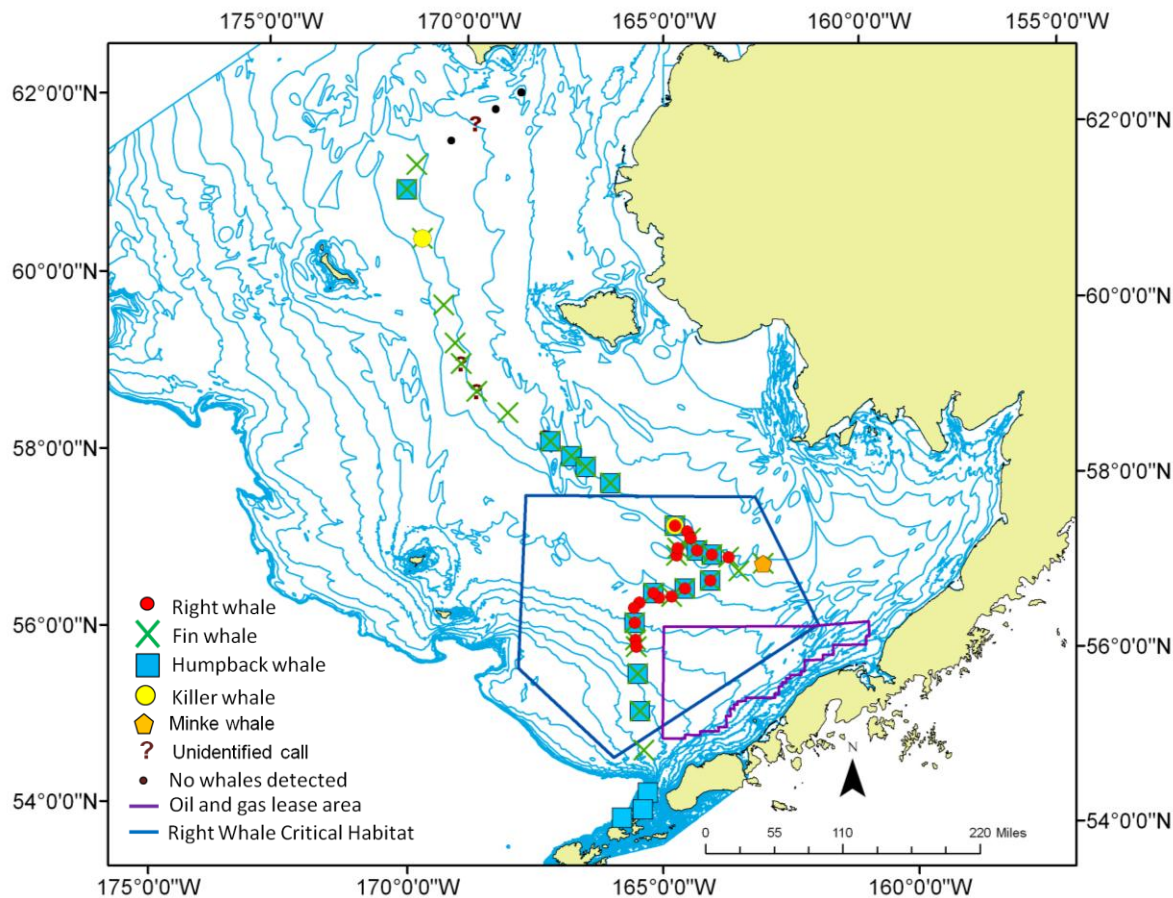 175°0'0"W 170°0'0"W 165°0'0"W 160°0'0"W 155°0'0"W
62°0'0"N
62°0'0"N
?
60°0'0"N
60°0'0"N
?
?
58°0'0"N
58°0'0"N
Right whale
56°0'0"N
56°0'0"N
Fin whale
Humpback whale
Killer whale
Minke whale
? Unidentified call
No whales detected
N
54°0'0"N
Oil and gas lease area
54°0'0"N
Right Whale Critical Habitat
0 55 110 220 Miles
175°0'0"W 170°0'0"W 165°0'0"W 160°0'0"W